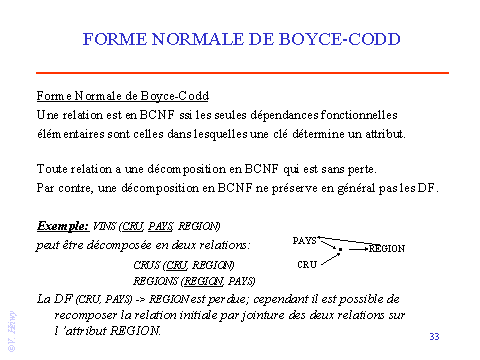 FORME NORMALE DE BOYCE-CODD
Forme Normale de Boyce-Codd
Une relation est en BCNF ssi les seules dépendances fonctionnelles
élémentaires sont celles dans lesquelles une clé détermine un attribut.
Toute relation a une décomposition en BCNF qui est sans perte.
Par contre, une décomposition en BCNF ne préserve en général pas les DF.
Exemple: VINS (CRU, PAYS, REGION)
peut être décomposée en deux relations:
CRUS (CRU, REGION)
REGIONS (REGION, PAYS)
PAYS
REGION
CRU
La DF (CRU, PAYS) -> REGION est perdue; cependant il est possible de
recomposer la relation initiale par jointure des deux relations sur
l 'attribut REGION.
33